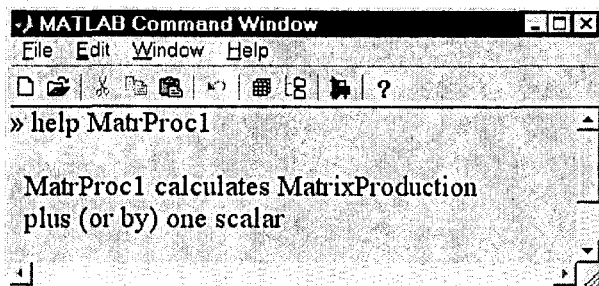 MATLAB Command Window
File Edit Window Help
?
» help MatrProc1
MatrProc1 calculates MatrixProduction
plus (or by) one scalar